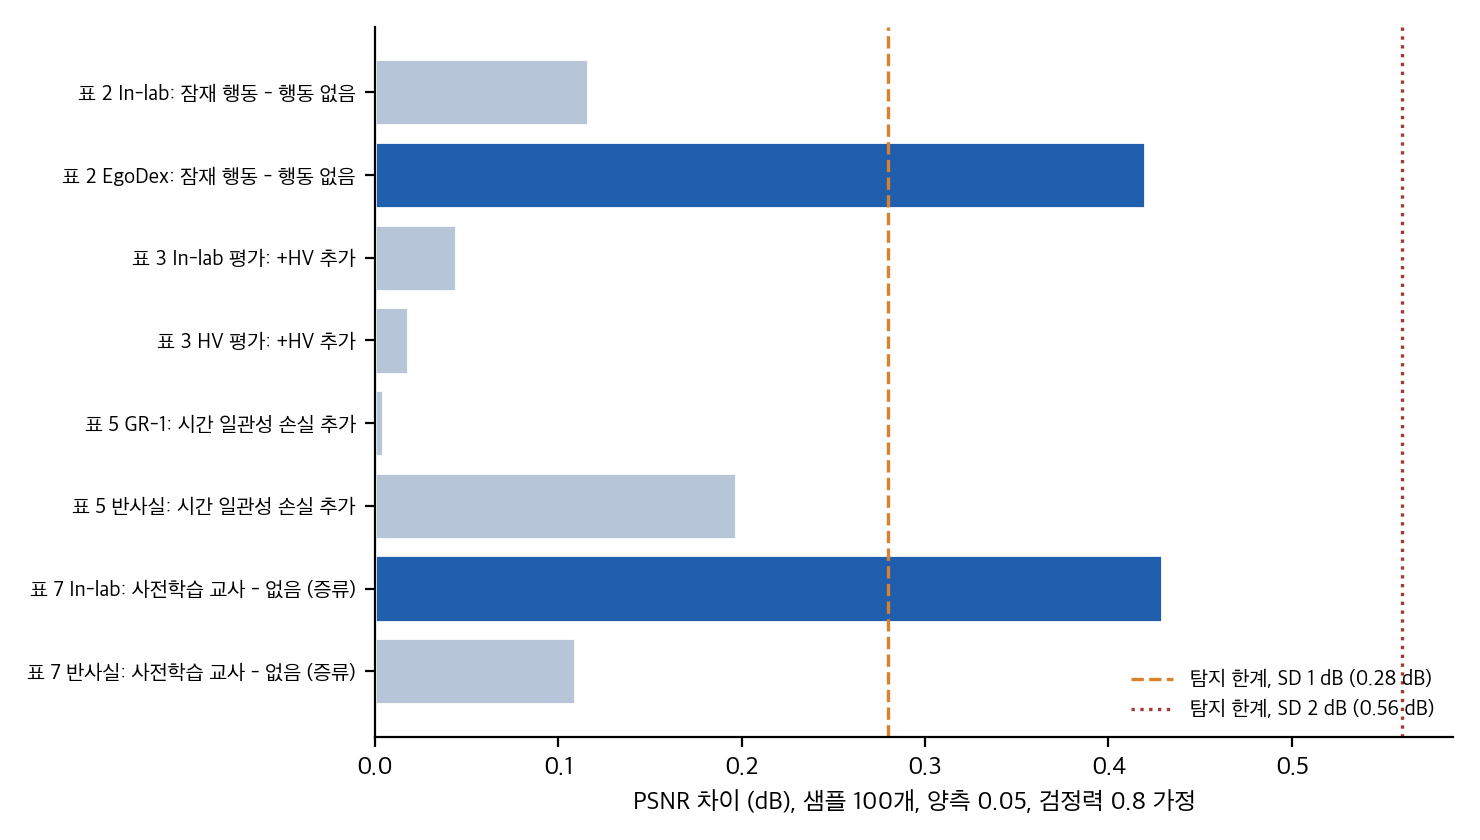 표 2 In-lab: 잠재 행동 - 행동 없음
표 2 EgoDex: 잠재 행동 - 행동 없음
표 3 In-lab 평가: +HV 추가
표 3 HV 평가: +HV 추가
표 5 GR-1: 시간 일관성 손실 추가
표 5 반사실: 시간 일관성 손실 추가
표 7 In-lab: 사전학습 교사 - 없음 (증류)
표 7 반사실: 사전학습 교사 - 없음 (증류)
탐지 한계, SD 1 dB (0.28 dB)
탐지 한계, SD 2 dB (0.56 dB)
0.0 0.1 0.2 0.3 0.4 0.5
PSNR 차이 (dB), 샘플 100개, 양측 0.05, 검정력 0.8 가정